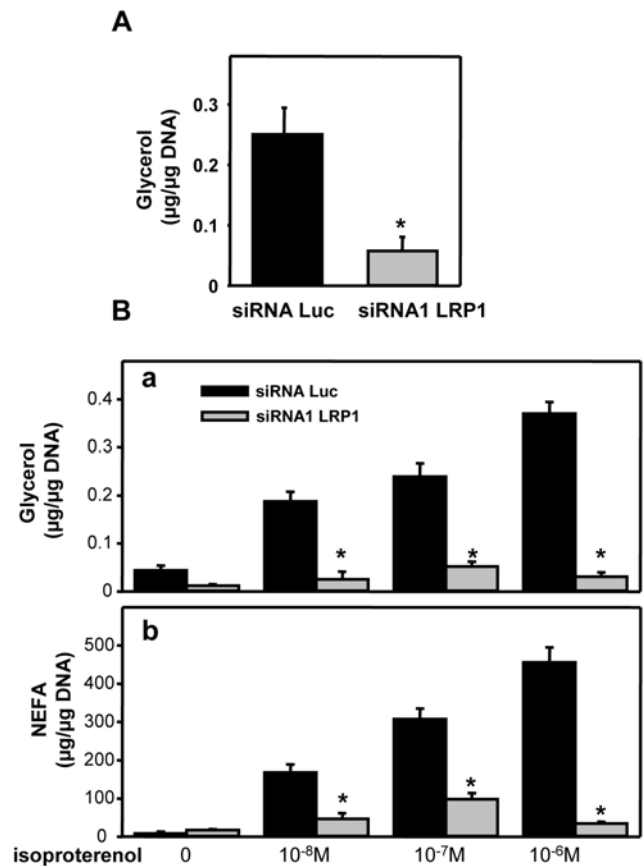 A
Glycerol
(µg/µg DNA)
0.3
0.2
0.1
0
*
siRNA Luc siRNA1 LRP1
B
a
siRNA Luc
siRNA1 LRP1
Glycerol
(µg/µg DNA)
0.4
0.3
0.2
0.1
0
* * *
b
NEFA
(µg/µg DNA)
500
400
300
200
100
0
* * *
isoproterenol 0 10⁻⁸M 10⁻⁷M 10⁻⁶M